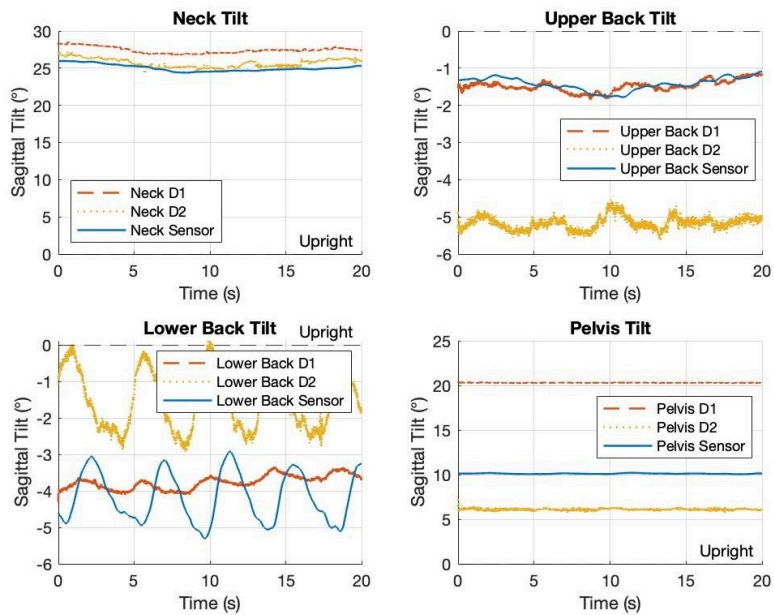 Neck Tilt
30
25
20
15
10
5
0
Sagittal Tilt (°)
Neck D1
Neck D2
Neck Sensor
Upright
0 5 10 15 20
Time (s)
Upper Back Tilt
0
-1
-2
-3
-4
-5
-6
Sagittal Tilt (°)
Upper Back D1
Upper Back D2
Upper Back Sensor
0 5 10 15 20
Time (s)
Lower Back Tilt
Upright
0
-1
-2
-3
-4
-5
-6
Sagittal Tilt (°)
Lower Back D1
Lower Back D2
Lower Back Sensor
0 5 10 15 20
Time (s)
Pelvis Tilt
25
20
15
10
5
0
Sagittal Tilt (°)
Pelvis D1
Pelvis D2
Pelvis Sensor
Upright
0 5 10 15 20
Time (s)